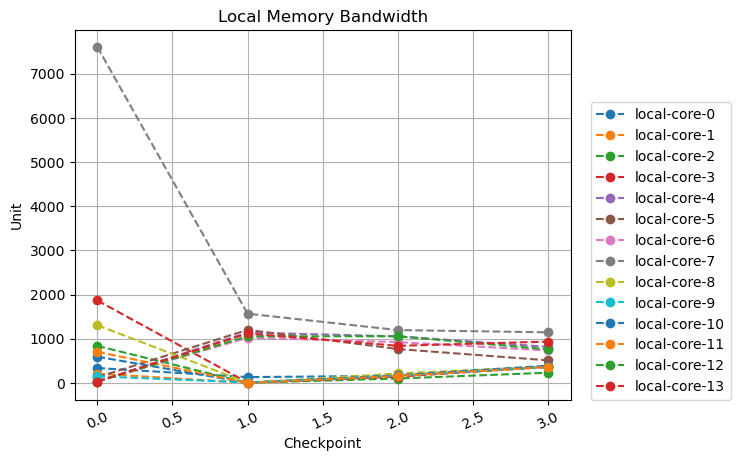 Local Memory Bandwidth
Unit
7000
6000
5000
4000
3000
2000
1000
0
0.0
0.5
1.0
1.5
2.0
2.5
3.0
Checkpoint
local-core-0
local-core-1
local-core-2
local-core-3
local-core-4
local-core-5
local-core-6
local-core-7
local-core-8
local-core-9
local-core-10
local-core-11
local-core-12
local-core-13